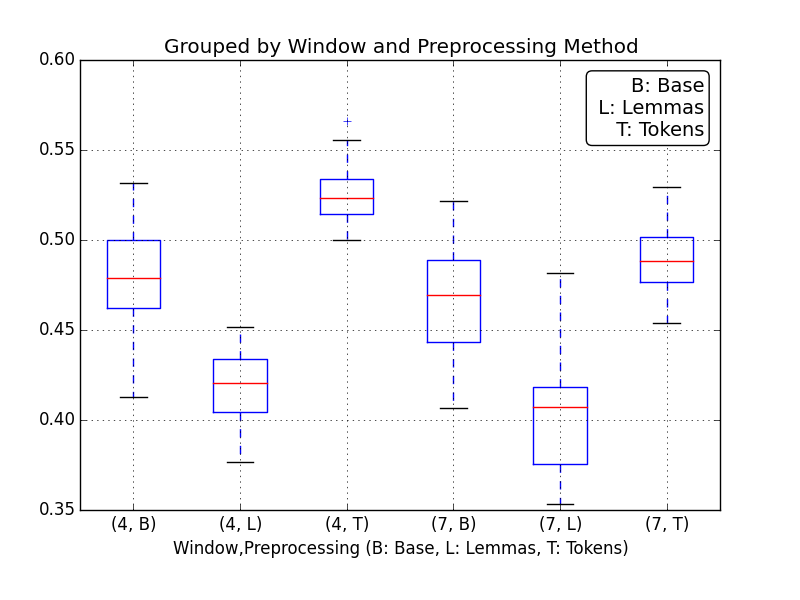 Grouped by Window and Preprocessing Method
0.60
B: Base
L: Lemmas
T: Tokens
0.55
0.50
0.45
0.40
0.35
(4, B) (4, L) (4, T) (7, B) (7, L) (7, T)
Window,Preprocessing (B: Base, L: Lemmas, T: Tokens)